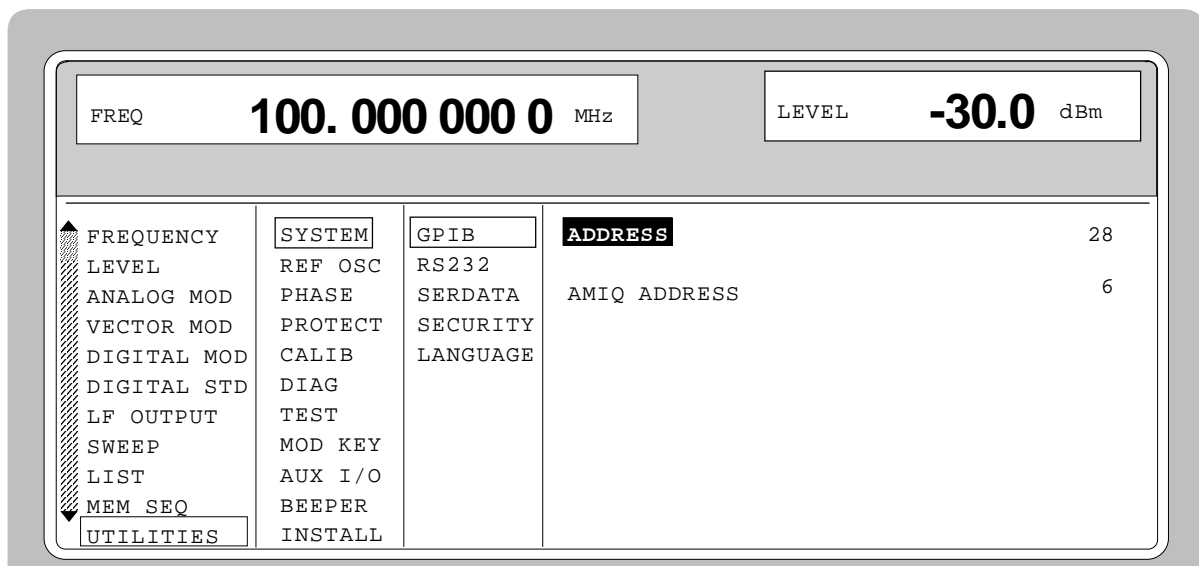 FREQ 100. 000 000 0 MHz LEVEL -30.0 dBm
FREQUENCY SYSTEM GPIB ADDRESS 28
LEVEL REF OSC RS232
ANALOG MOD PHASE SERDATA AMIQ ADDRESS 6
VECTOR MOD PROTECT SECURITY
DIGITAL MOD CALIB LANGUAGE
DIGITAL STD DIAG
LF OUTPUT TEST
SWEEP MOD KEY
LIST AUX I/O
MEM SEQ BEEPER
UTILITIES INSTALL